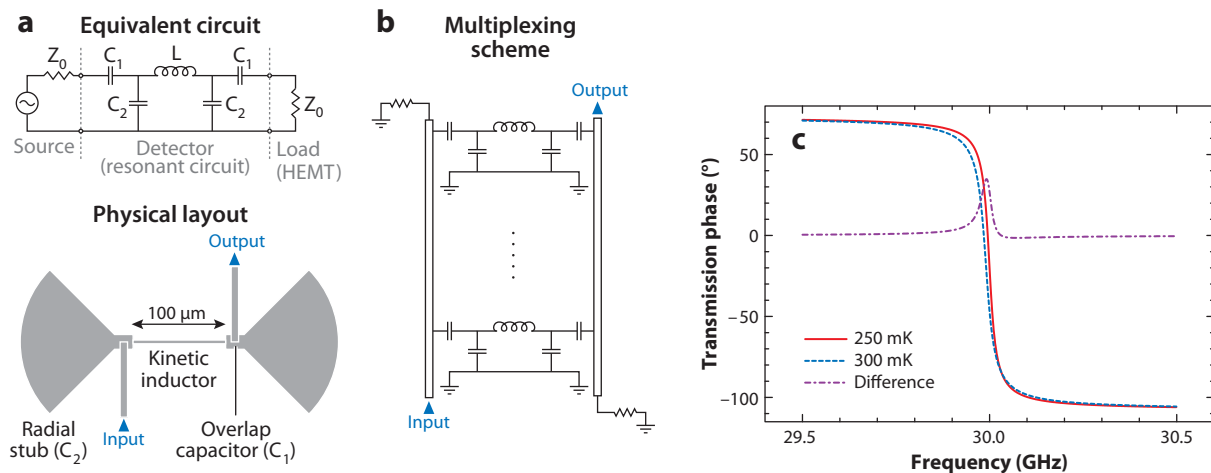 a
Equivalent circuit
Z0
C1
L
C1
C2
C2
Z0
Source
Detector
(resonant circuit)
Load
(HEMT)
Physical layout
Output
100 μm
Kinetic
inductor
Radial
stub (C2)
Input
Overlap
capacitor (C1)
b
Multiplexing
scheme
Output
Input
c
Transmission phase (°)
50
0
−50
−100
250 mK
300 mK
Difference
29.5
30.0
30.5
Frequency (GHz)